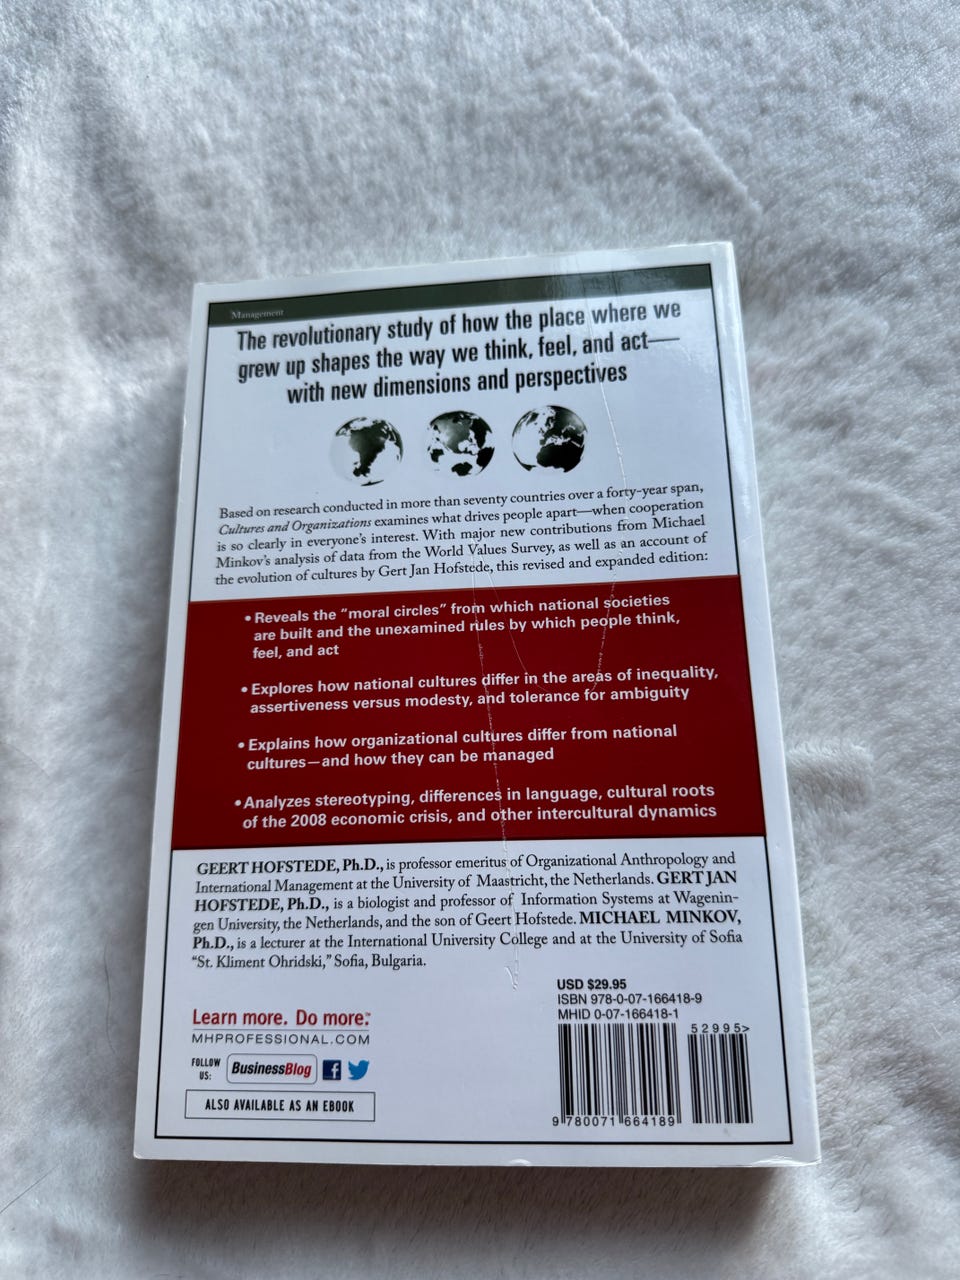 Management
The revolutionary study of how the place where we
grew up shapes the way we think, feel, and act—
with new dimensions and perspectives
Based on research conducted in more than seventy countries over a forty-year span,
Cultures and Organizations examines what drives people apart—when cooperation
is so clearly in everyone's interest. With major new contributions from Michael
Minkov's analysis of data from the World Values Survey, as well as an account of
the evolution of cultures by Gert Jan Hofstede, this revised and expanded edition:
• Reveals the "moral circles" from which national societies
are built and the unexamined rules by which people think,
feel, and act
• Explores how national cultures differ in the areas of inequality,
assertiveness versus modesty, and tolerance for ambiguity
• Explains how organizational cultures differ from national
cultures—and how they can be managed
• Analyzes stereotyping, differences in language, cultural roots
of the 2008 economic crisis, and other intercultural dynamics
GEERT HOFSTEDE, Ph.D., is professor emeritus of Organizational Anthropology and
International Management at the University of Maastricht, the Netherlands. GERT JAN
HOFSTEDE, Ph.D., is a biologist and professor of Information Systems at Wagenin-
gen University, the Netherlands, and the son of Geert Hofstede. MICHAEL MINKOV,
Ph.D., is a lecturer at the International University College and at the University of Sofia
"St. Kliment Ohridski," Sofia, Bulgaria.
USD $29.95
ISBN 978-0-07-166418-9
MHID 0-07-166418-1
52995>
9 780071 664189
Learn more. Do more.™
MHPROFESSIONAL.COM
FOLLOW
US:
BusinessBlog
f
ALSO AVAILABLE AS AN EBOOK